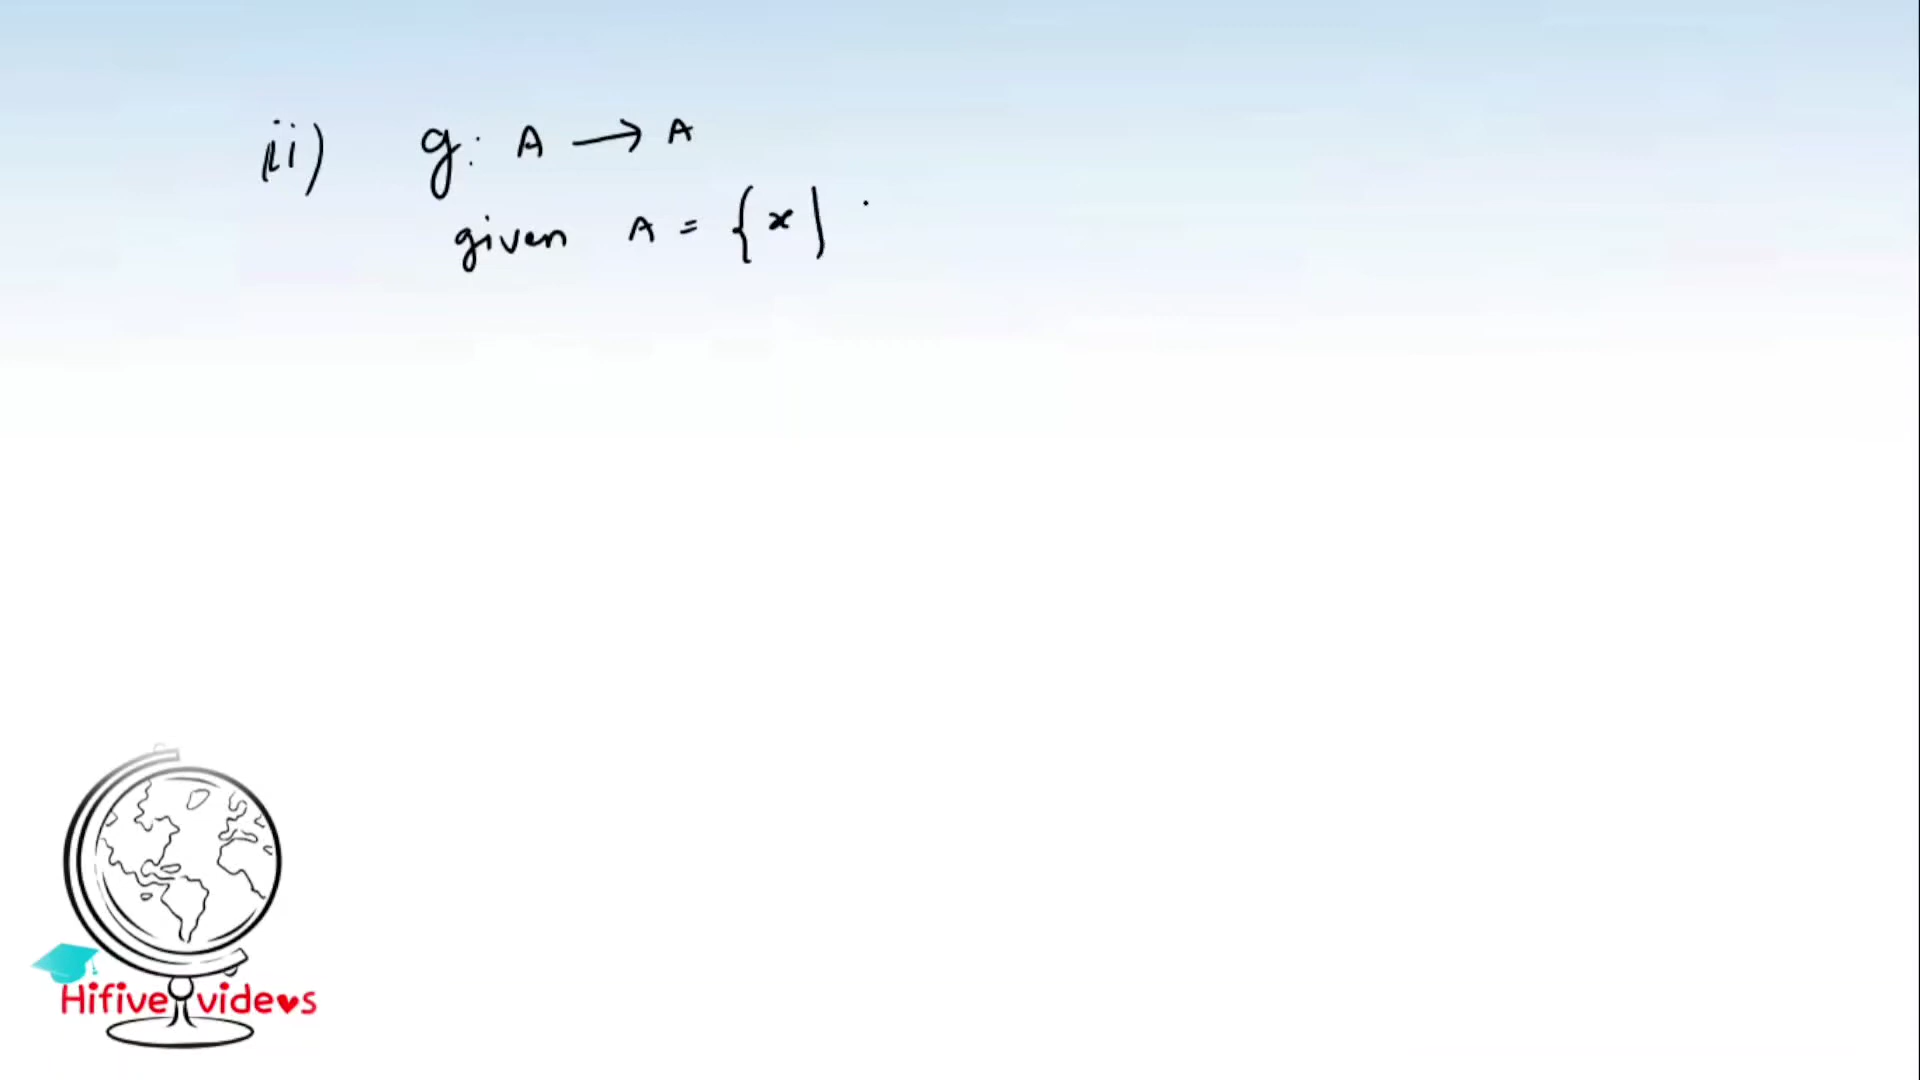 ii) g: A → A
given A = {x| .
Hifive videos